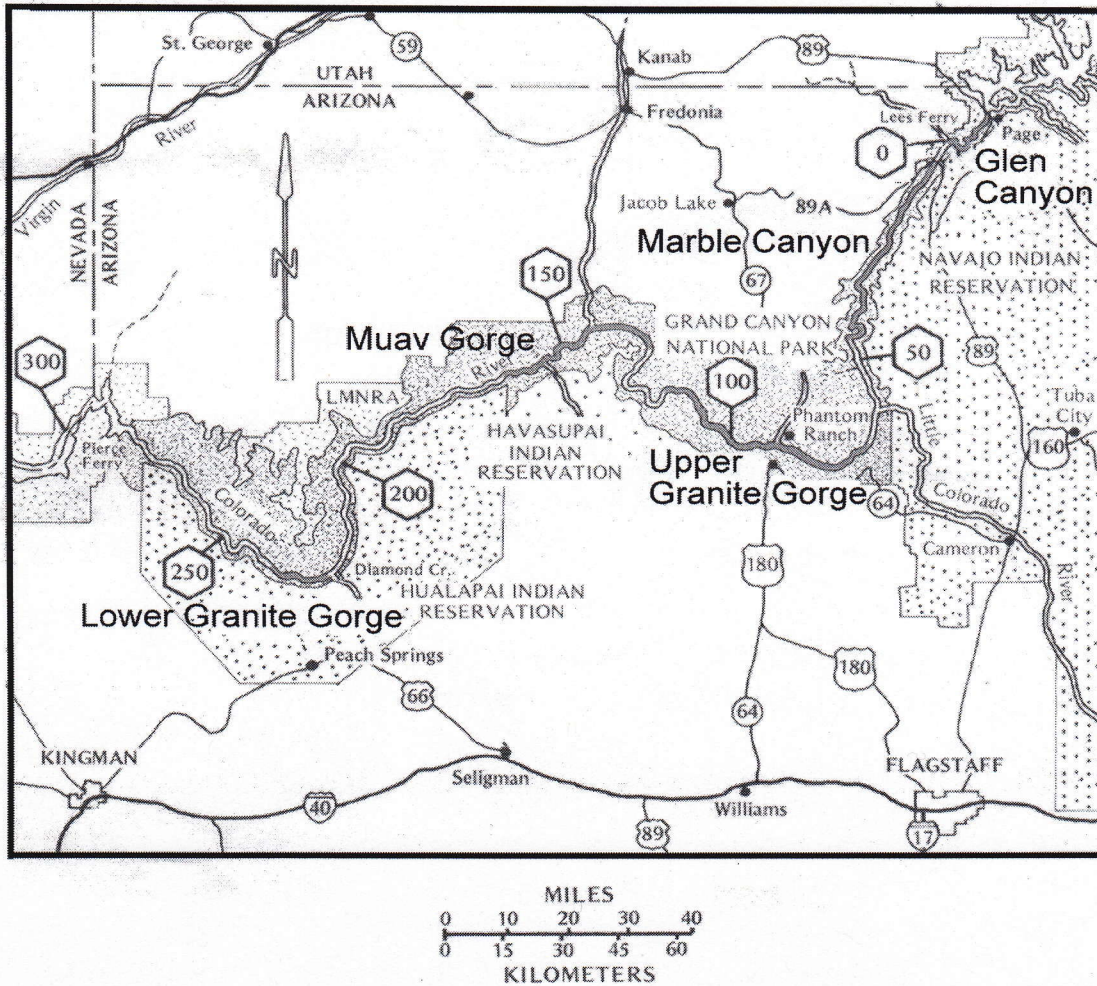 St. George
59
UTAH
ARIZONA
Kanab
89
Fredonia
Lees Ferry
Page
0
Glen
Canyon
River
Virgin
NEVADA
ARIZONA
N
Jacob Lake
89A
Marble Canyon
67
NAVAJO INDIAN
RESERVATION
150
Muav Gorge
River
GRAND CANYON
NATIONAL PARK
50
89
300
100
LMNRA
Phantom
Ranch
Little
Tuba
City
160
Pierce
Ferry
HAVASUPAI
INDIAN
RESERVATION
200
Upper
Granite Gorge
64
Colorado
River
Cameron
Colorado
250
Diamond Cr.
HUALAPAI INDIAN
RESERVATION
180
Lower Granite Gorge
Peach Springs
66
180
64
KINGMAN
Seligman
FLAGSTAFF
40
Williams
89
17
MILES
0 10 20 30 40
0 15 30 45 60
KILOMETERS